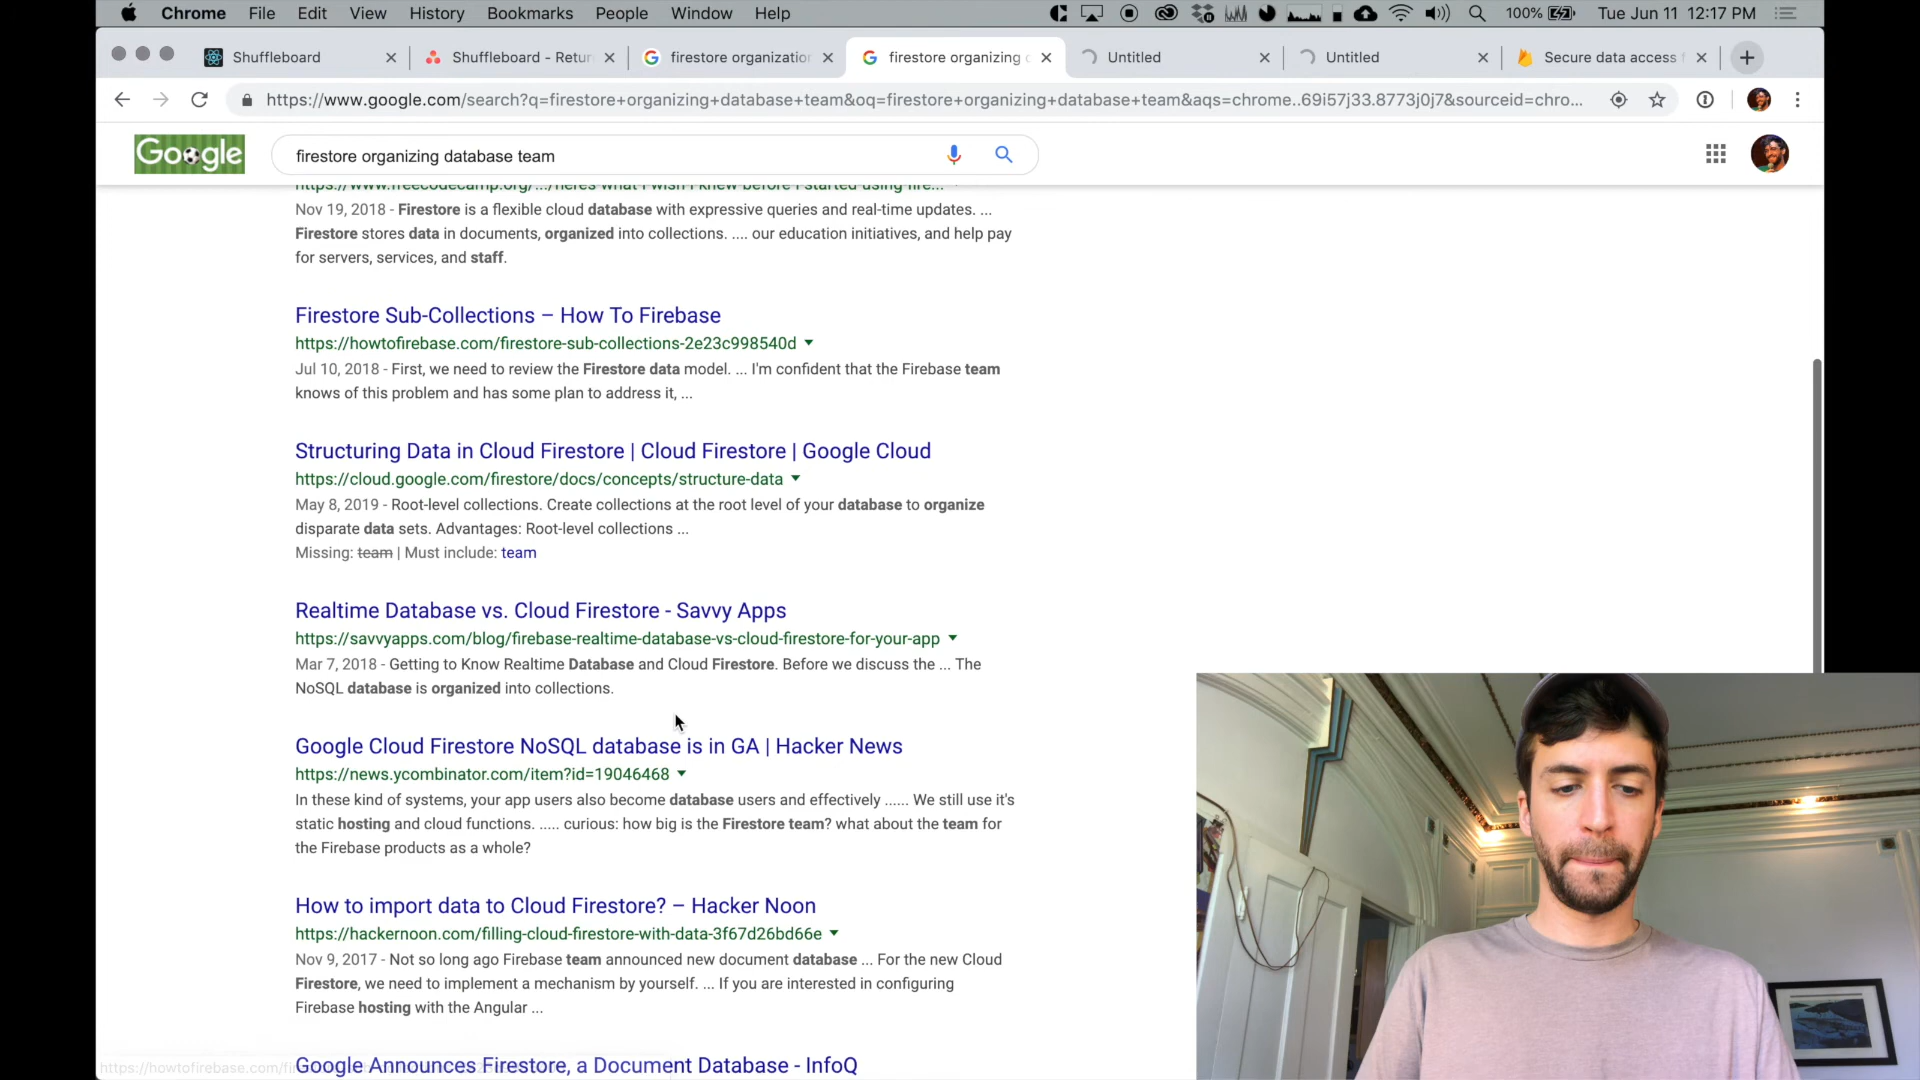 Chrome File Edit View History Bookmarks People Window Help 100% Tue Jun 11 12:17 PM
Shuffleboard Shuffleboard - Retur firestore organizatio firestore organizing Untitled Untitled Secure data access
https://www.google.com/search?q=firestore+organizing+database+team&oq=firestore+organizing+database+team&aqs=chrome..69i57j33.8773j0j7&sourceid=chro...
Google firestore organizing database team
https://www.freecodecamp.org/.../heres-what-i-wish-i-knew-before-i-started-using-fire...
Nov 19, 2018 - Firestore is a flexible cloud database with expressive queries and real-time updates. ...
Firestore stores data in documents, organized into collections. .... our education initiatives, and help pay
for servers, services, and staff.
Firestore Sub-Collections – How To Firebase
https://howtofirebase.com/firestore-sub-collections-2e23c998540d
Jul 10, 2018 - First, we need to review the Firestore data model. ... I'm confident that the Firebase team
knows of this problem and has some plan to address it, ...
Structuring Data in Cloud Firestore | Cloud Firestore | Google Cloud
https://cloud.google.com/firestore/docs/concepts/structure-data
May 8, 2019 - Root-level collections. Create collections at the root level of your database to organize
disparate data sets. Advantages: Root-level collections ...
Missing: team | Must include: team
Realtime Database vs. Cloud Firestore - Savvy Apps
https://savvyapps.com/blog/firebase-realtime-database-vs-cloud-firestore-for-your-app
Mar 7, 2018 - Getting to Know Realtime Database and Cloud Firestore. Before we discuss the ... The
NoSQL database is organized into collections.
Google Cloud Firestore NoSQL database is in GA | Hacker News
https://news.ycombinator.com/item?id=19046468
In these kind of systems, your app users also become database users and effectively ...... We still use it's
static hosting and cloud functions. ..... curious: how big is the Firestore team? what about the team for
the Firebase products as a whole?
How to import data to Cloud Firestore? – Hacker Noon
https://hackernoon.com/filling-cloud-firestore-with-data-3f67d26bd66e
Nov 9, 2017 - Not so long ago Firebase team announced new document database ... For the new Cloud
Firestore, we need to implement a mechanism by yourself. ... If you are interested in configuring
Firebase hosting with the Angular ...
Google Announces Firestore, a Document Database - InfoQ
https://howtofirebase.com/fi